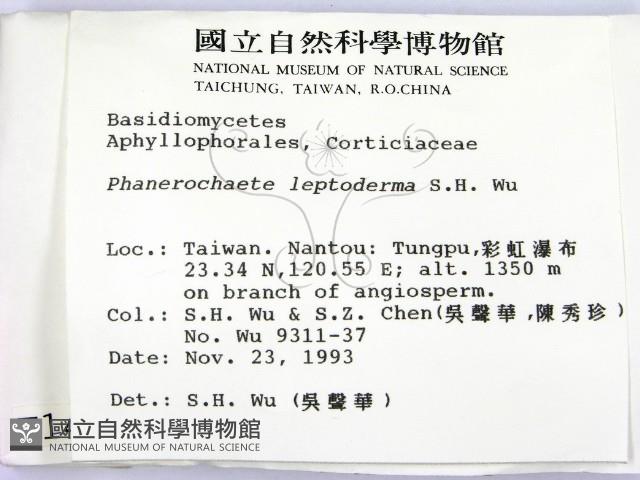 國立自然科學博物館
NATIONAL MUSEUM OF NATURAL SCIENCE
TAICHUNG, TAIWAN, R.O.CHINA
Basidiomycetes
Aphyllophorales, Corticiaceae
Phanerochaete leptoderma S.H. Wu
Loc.: Taiwan. Nantou: Tungpu,彩虹瀑布
23.34 N,120.55 E; alt. 1350 m
on branch of angiosperm.
Col.: S.H. Wu & S.Z. Chen(吳聲華,陳秀珍)
No. Wu 9311-37
Date: Nov. 23, 1993
Det.: S.H. Wu (吳聲華)
國立自然科學博物館
NATIONAL MUSEUM OF NATURAL SCIENCE